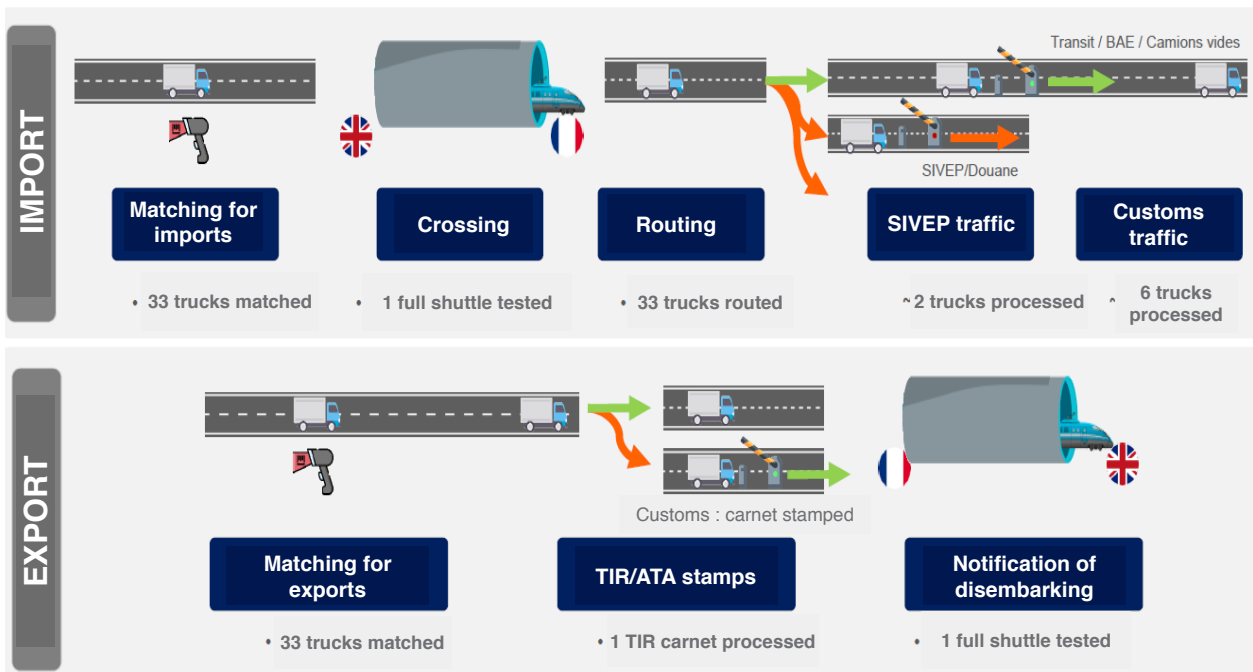 IMPORT
Transit / BAE / Camions vides
SIVEP/Douane
Matching for
imports
Crossing
Routing
SIVEP traffic
Customs
traffic
• 33 trucks matched
• 1 full shuttle tested
• 33 trucks routed
~ 2 trucks processed
~ 6 trucks
processed
EXPORT
Customs : carnet stamped
Matching for
exports
TIR/ATA stamps
Notification of
disembarking
• 33 trucks matched
• 1 TIR carnet processed
• 1 full shuttle tested